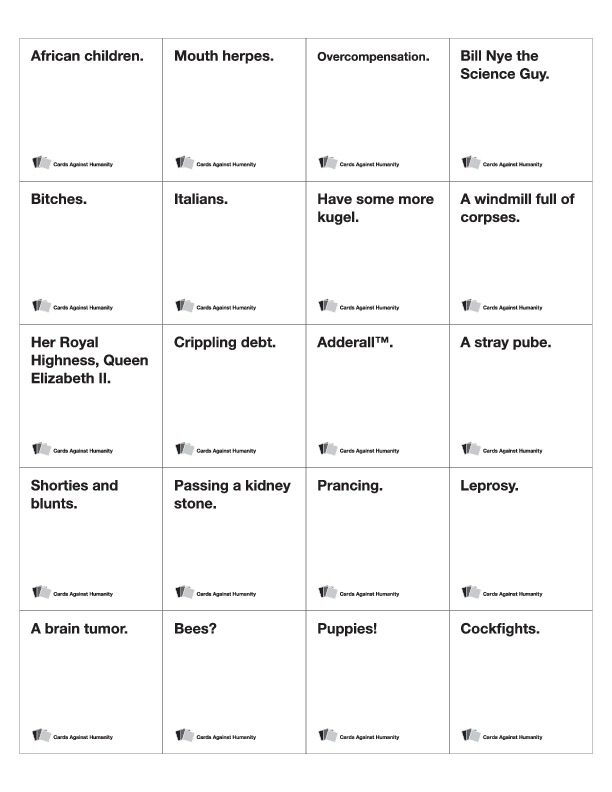 African children.
Mouth herpes.
Overcompensation.
Bill Nye the
Science Guy.
Cards Against Humanity
Cards Against Humanity
Cards Against Humanity
Cards Against Humanity
Bitches.
Italians.
Have some more
kugel.
A windmill full of
corpses.
Cards Against Humanity
Cards Against Humanity
Cards Against Humanity
Cards Against Humanity
Her Royal
Highness, Queen
Elizabeth II.
Crippling debt.
Adderall™.
A stray pube.
Cards Against Humanity
Cards Against Humanity
Cards Against Humanity
Cards Against Humanity
Shorties and
blunts.
Passing a kidney
stone.
Prancing.
Leprosy.
Cards Against Humanity
Cards Against Humanity
Cards Against Humanity
Cards Against Humanity
A brain tumor.
Bees?
Puppies!
Cockfights.
Cards Against Humanity
Cards Against Humanity
Cards Against Humanity
Cards Against Humanity